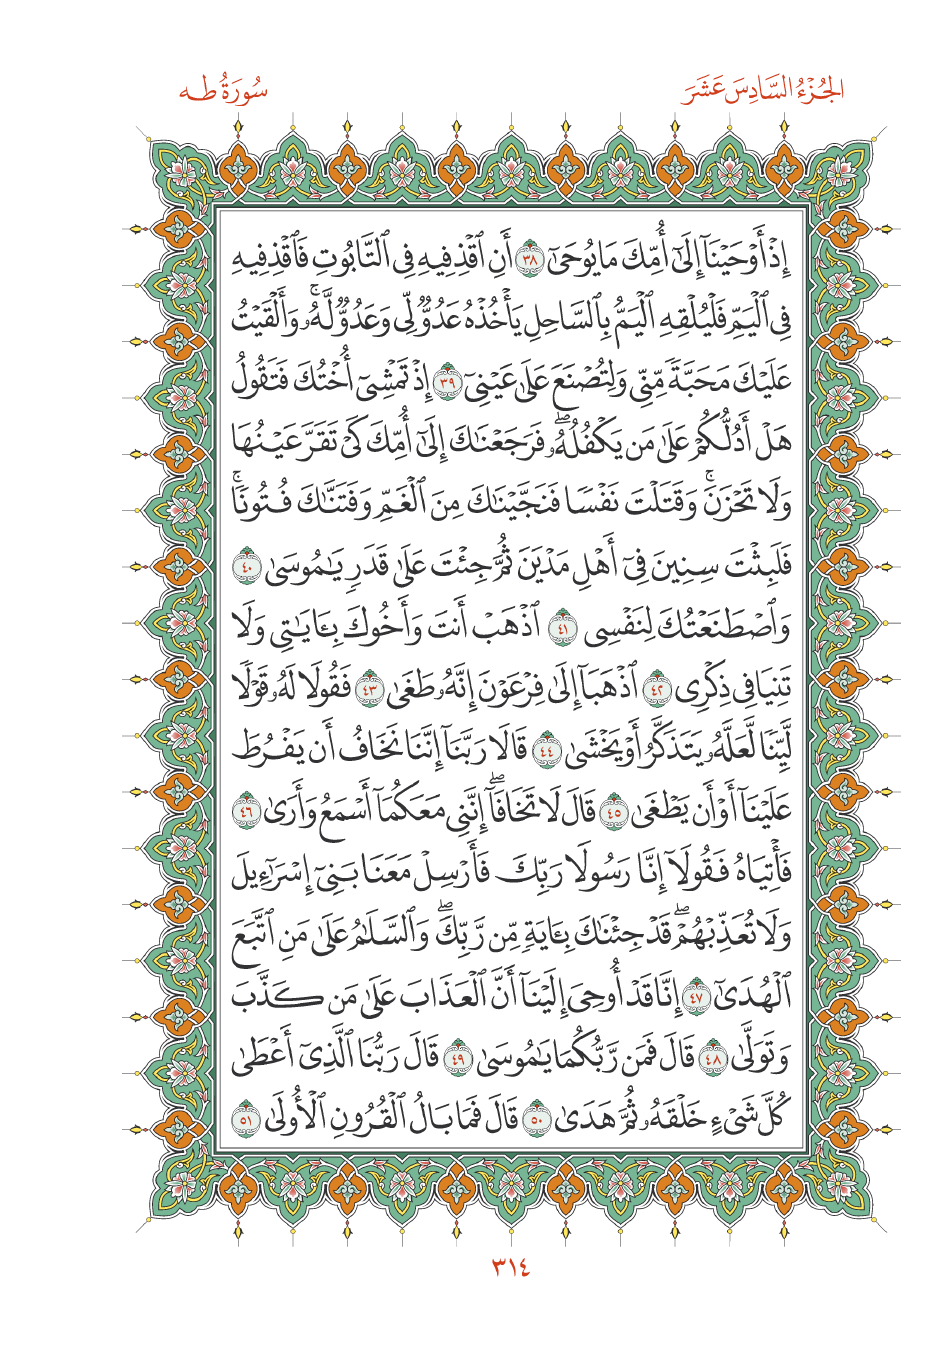 الجُزْءُ السَّادِسَ عَشَرَ
سُورَةُ طه
إِذْ أَوْحَيْنَآ إِلَىٰٓ أُمِّكَ مَا يُوحَىٰٓ ٣٨ أَنِ ٱقْذِفِيهِ فِى ٱلتَّابُوتِ فَٱقْذِفِيهِ
فِى ٱلْيَمِّ فَلْيُلْقِهِ ٱلْيَمُّ بِٱلسَّاحِلِ يَأْخُذْهُ عَدُوٌّ لِّى وَعَدُوٌّ لَّهُۥۚ وَأَلْقَيْتُ
عَلَيْكَ مَحَبَّةً مِّنِّى وَلِتُصْنَعَ عَلَىٰ عَيْنِىٓ ٣٩ إِذْ تَمْشِىٓ أُخْتُكَ فَتَقُولُ
هَلْ أَدُلُّكُمْ عَلَىٰ مَن يَكْفُلُهُۥۖ فَرَجَعْنَٰكَ إِلَىٰٓ أُمِّكَ كَىْ تَقَرَّ عَيْنُهَا
وَلَا تَحْزَنَۚ وَقَتَلْتَ نَفْسًا فَنَجَّيْنَٰكَ مِنَ ٱلْغَمِّ وَفَتَنَّٰكَ فُتُونًاۚ
فَلَبِثْتَ سِنِينَ فِىٓ أَهْلِ مَدْيَنَ ثُمَّ جِئْتَ عَلَىٰ قَدَرٍ يَٰمُوسَىٰ ٤٠
وَٱصْطَنَعْتُكَ لِنَفْسِى ٤١ ٱذْهَبْ أَنتَ وَأَخُوكَ بِـَٔايَٰتِى وَلَا
تَنِيَا فِى ذِكْرِى ٤٢ ٱذْهَبَآ إِلَىٰ فِرْعَوْنَ إِنَّهُۥ طَغَىٰ ٤٣ فَقُولَا لَهُۥ قَوْلًا
لَّيِّنًا لَّعَلَّهُۥ يَتَذَكَّرُ أَوْ يَخْشَىٰ ٤٤ قَالَا رَبَّنَآ إِنَّنَا نَخَافُ أَن يَفْرُطَ
عَلَيْنَآ أَوْ أَن يَطْغَىٰ ٤٥ قَالَ لَا تَخَافَآۖ إِنَّنِى مَعَكُمَآ أَسْمَعُ وَأَرَىٰ ٤٦
فَأْتِيَاهُ فَقُولَآ إِنَّا رَسُولَا رَبِّكَ فَأَرْسِلْ مَعَنَا بَنِىٓ إِسْرَٰٓءِيلَ
وَلَا تُعَذِّبْهُمْۖ قَدْ جِئْنَٰكَ بِـَٔايَةٍ مِّن رَّبِّكَۖ وَٱلسَّلَٰمُ عَلَىٰ مَنِ ٱتَّبَعَ
ٱلْهُدَىٰٓ ٤٧ إِنَّا قَدْ أُوحِىَ إِلَيْنَآ أَنَّ ٱلْعَذَابَ عَلَىٰ مَن كَذَّبَ
وَتَوَلَّىٰ ٤٨ قَالَ فَمَن رَّبُّكُمَا يَٰمُوسَىٰ ٤٩ قَالَ رَبُّنَا ٱلَّذِىٓ أَعْطَىٰ
كُلَّ شَىْءٍ خَلْقَهُۥ ثُمَّ هَدَىٰ ٥٠ قَالَ فَمَا بَالُ ٱلْقُرُونِ ٱلْأُولَىٰ ٥١
٣١٤